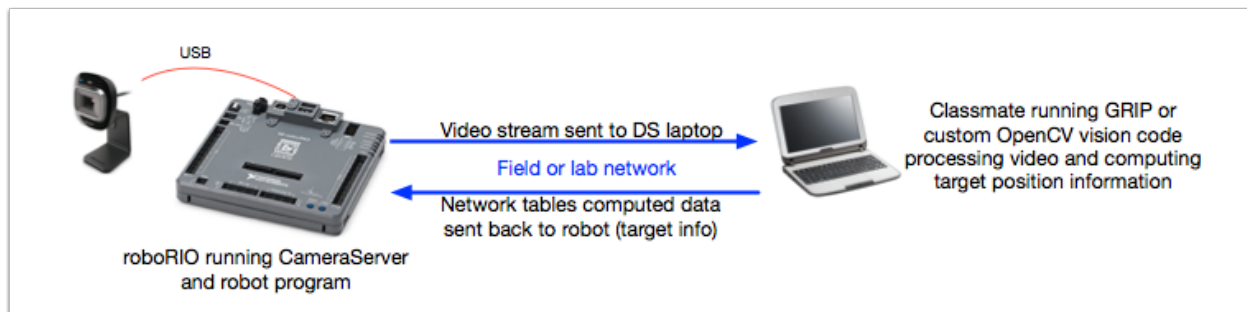 USB
Video stream sent to DS laptop
Field or lab network
Network tables computed data
sent back to robot (target info)
roboRIO running CameraServer
and robot program
Classmate running GRIP or
custom OpenCV vision code
processing video and computing
target position information